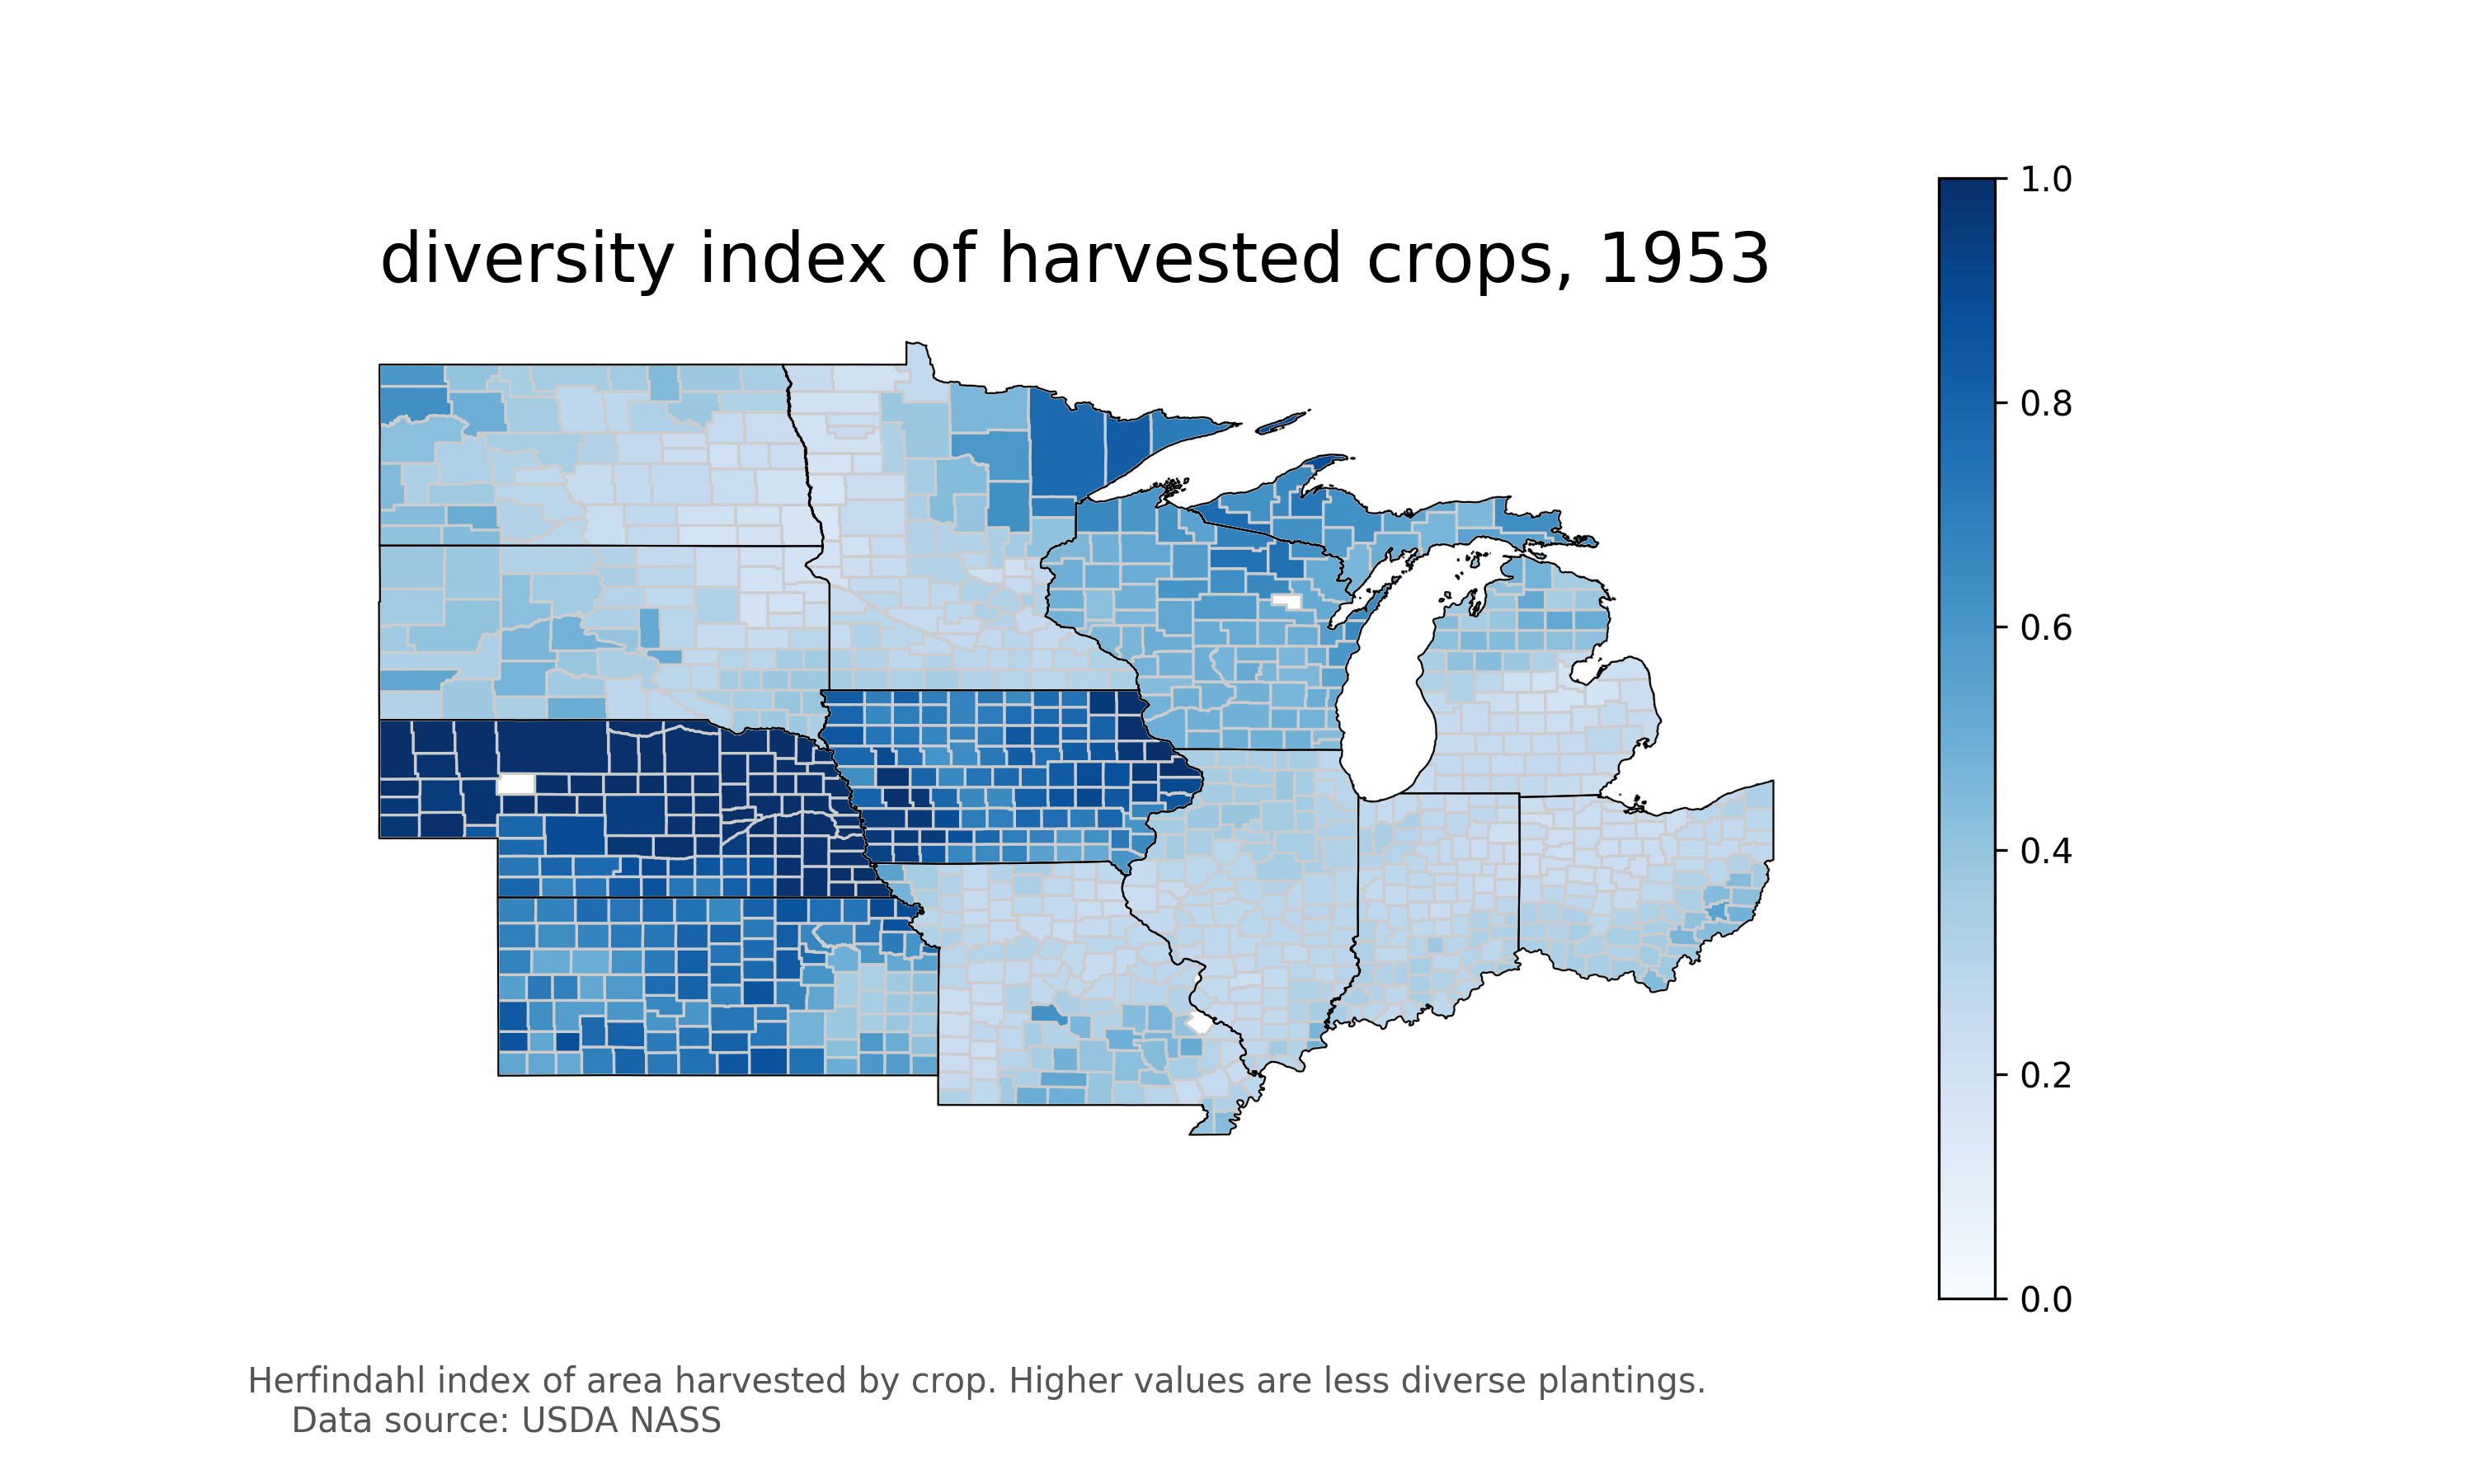 diversity index of harvested crops, 1953
1.0
0.8
0.6
0.4
0.2
0.0
Herfindahl index of area harvested by crop. Higher values are less diverse plantings.
Data source: USDA NASS